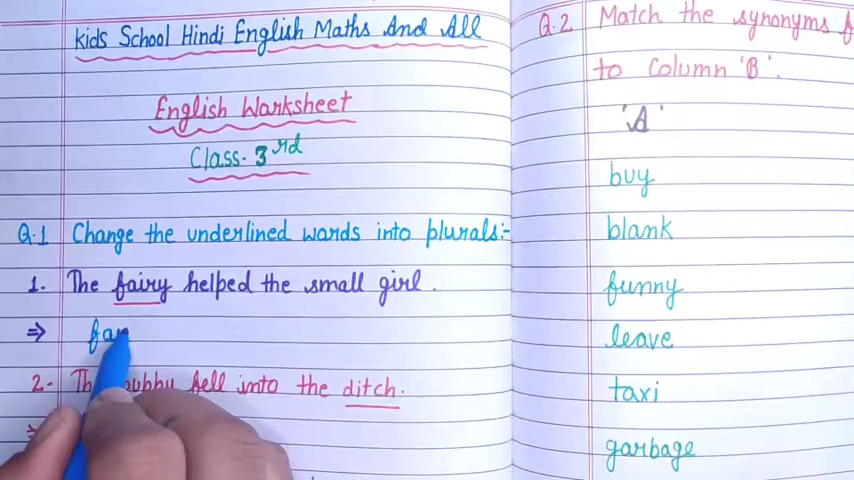 Kids School Hindi English Maths And All
English Worksheet
Class. 3rd
Q.1 Change the underlined words into plurals:-
1. The fairy helped the small girl.
⇒
2. fell into the ditch.
Q.2 Match the synonyms
to Column 'B'.
'A'
buy
blank
funny
leave
taxi
garbage